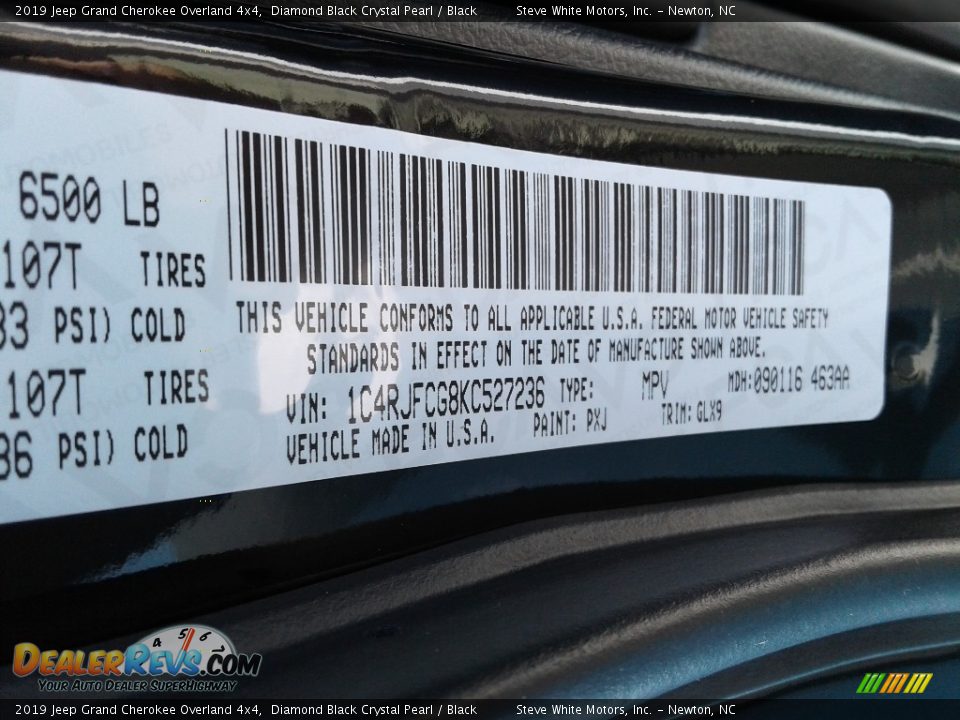 2019 Jeep Grand Cherokee Overland 4x4, Diamond Black Crystal Pearl / Black Steve White Motors, Inc. – Newton, NC
6500 LB
107T TIRES
33 PSI) COLD
107T TIRES
36 PSI) COLD
THIS VEHICLE CONFORMS TO ALL APPLICABLE U.S.A. FEDERAL MOTOR VEHICLE SAFETY
STANDARDS IN EFFECT ON THE DATE OF MANUFACTURE SHOWN ABOVE.
VIN: 1C4RJFCG8KC527236 TYPE: MPV MDH:090116 463AA
VEHICLE MADE IN U.S.A. PAINT: PXJ TRIM:GLX9
4 5 6
DEALERREVS.COM
YOUR AUTO DEALER SUPERHIGHWAY
2019 Jeep Grand Cherokee Overland 4x4, Diamond Black Crystal Pearl / Black Steve White Motors, Inc. – Newton, NC